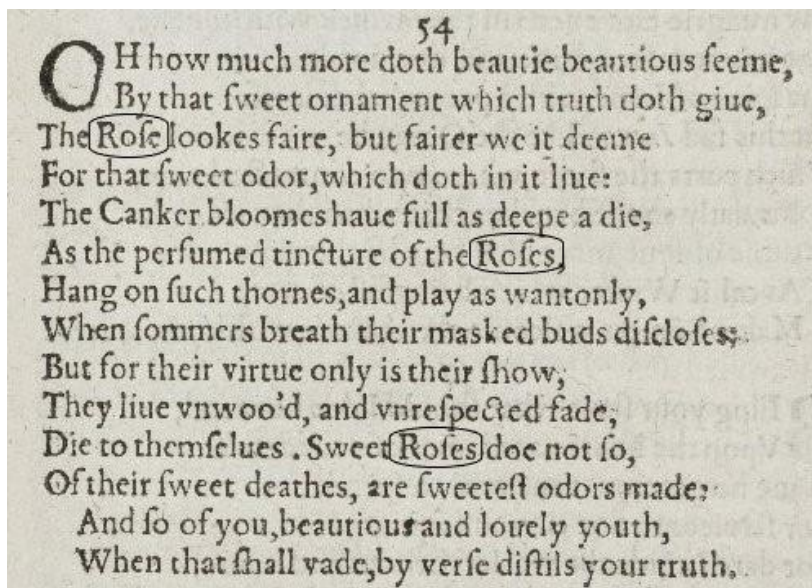 54
OH how much more doth beautie beautious ſeeme,
By that ſweet ornament which truth doth giue,
The Roſe lookes faire, but fairer we it deeme
For that ſweet odor,which doth in it liue:
The Canker bloomes haue full as deepe a die,
As the perfumed tincture of the Roſes,
Hang on ſuch thornes,and play as wantonly,
When ſommers breath their masked buds diſcloſes:
But for their virtue only is their ſhow,
They liue vnwoo'd, and vnreſpected fade,
Die to themſelues . Sweet Roſes doe not ſo,
Of their ſweet deathes, are ſweeteſt odors made:
And ſo of you,beautious and louely youth,
When that ſhall vade,by verſe diſtils your truth.